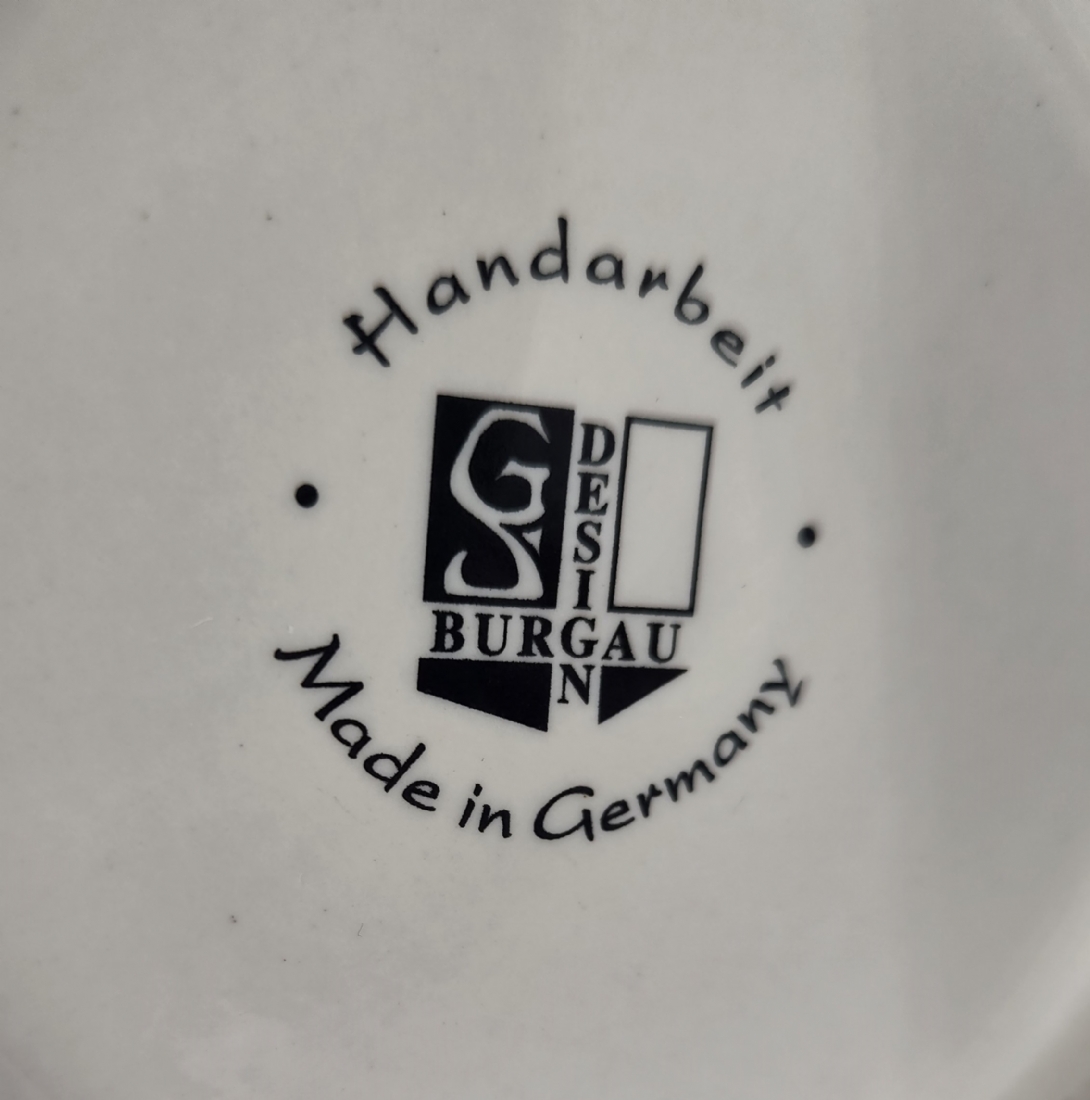 Handarbeit
GS
DESIGN
BURGAU
Made in Germany